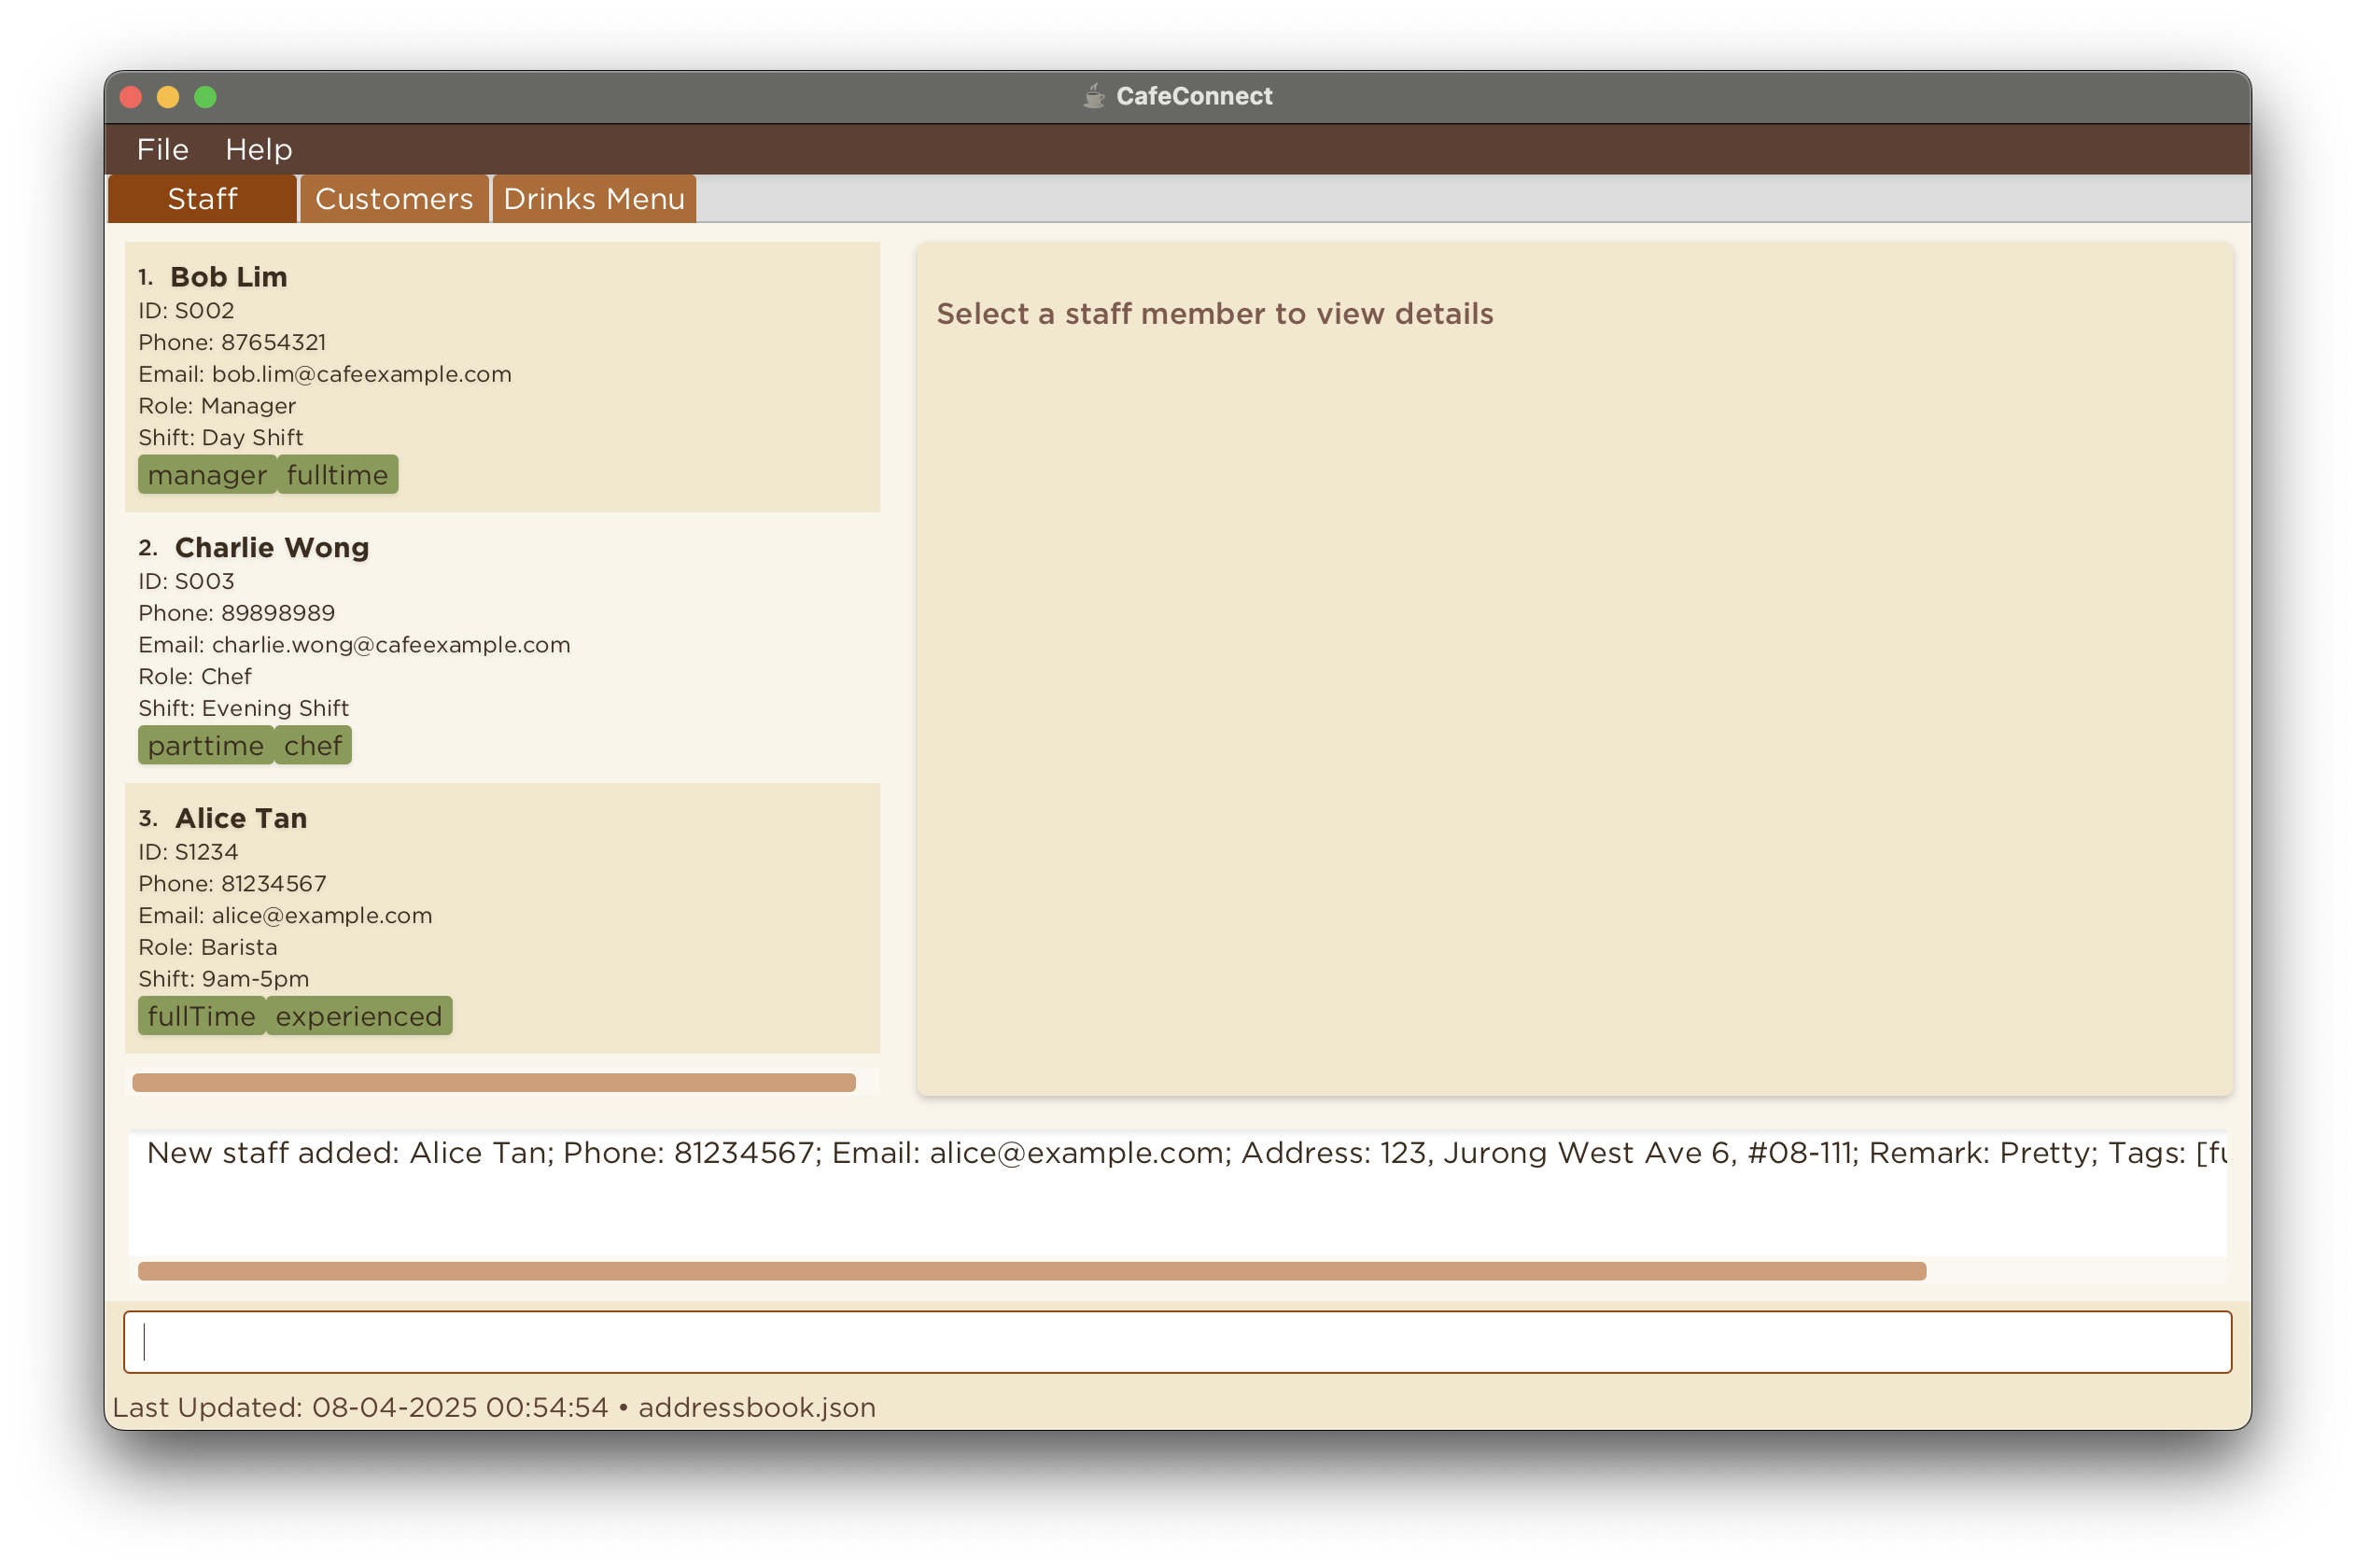 CafeConnect
File Help
Staff Customers Drinks Menu
1. Bob Lim
ID: S002
Phone: 87654321
Email: bob.lim@cafeexample.com
Role: Manager
Shift: Day Shift
manager fulltime
2. Charlie Wong
ID: S003
Phone: 89898989
Email: charlie.wong@cafeexample.com
Role: Chef
Shift: Evening Shift
parttime chef
3. Alice Tan
ID: S1234
Phone: 81234567
Email: alice@example.com
Role: Barista
Shift: 9am-5pm
fullTime experienced
Select a staff member to view details
New staff added: Alice Tan; Phone: 81234567; Email: alice@example.com; Address: 123, Jurong West Ave 6, #08-111; Remark: Pretty; Tags:
Last Updated: 08-04-2025 00:54:54 • addressbook.json